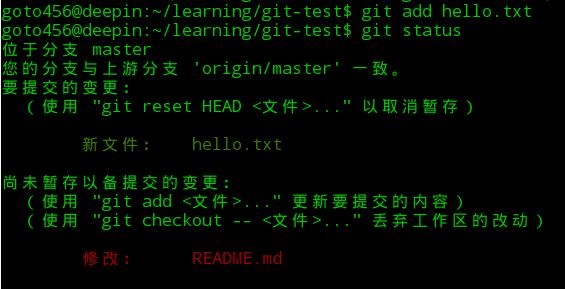 goto456@deepin:~/learning/git-test$ git add hello.txt
goto456@deepin:~/learning/git-test$ git status
位于分支 master
您的分支与上游分支 'origin/master' 一致。
要提交的变更:
（使用 "git reset HEAD <文件>..." 以取消暂存）
新文件:    hello.txt
尚未暂存以备提交的变更:
（使用 "git add <文件>..." 更新要提交的内容）
（使用 "git checkout -- <文件>..." 丢弃工作区的改动）
修改:      README.md